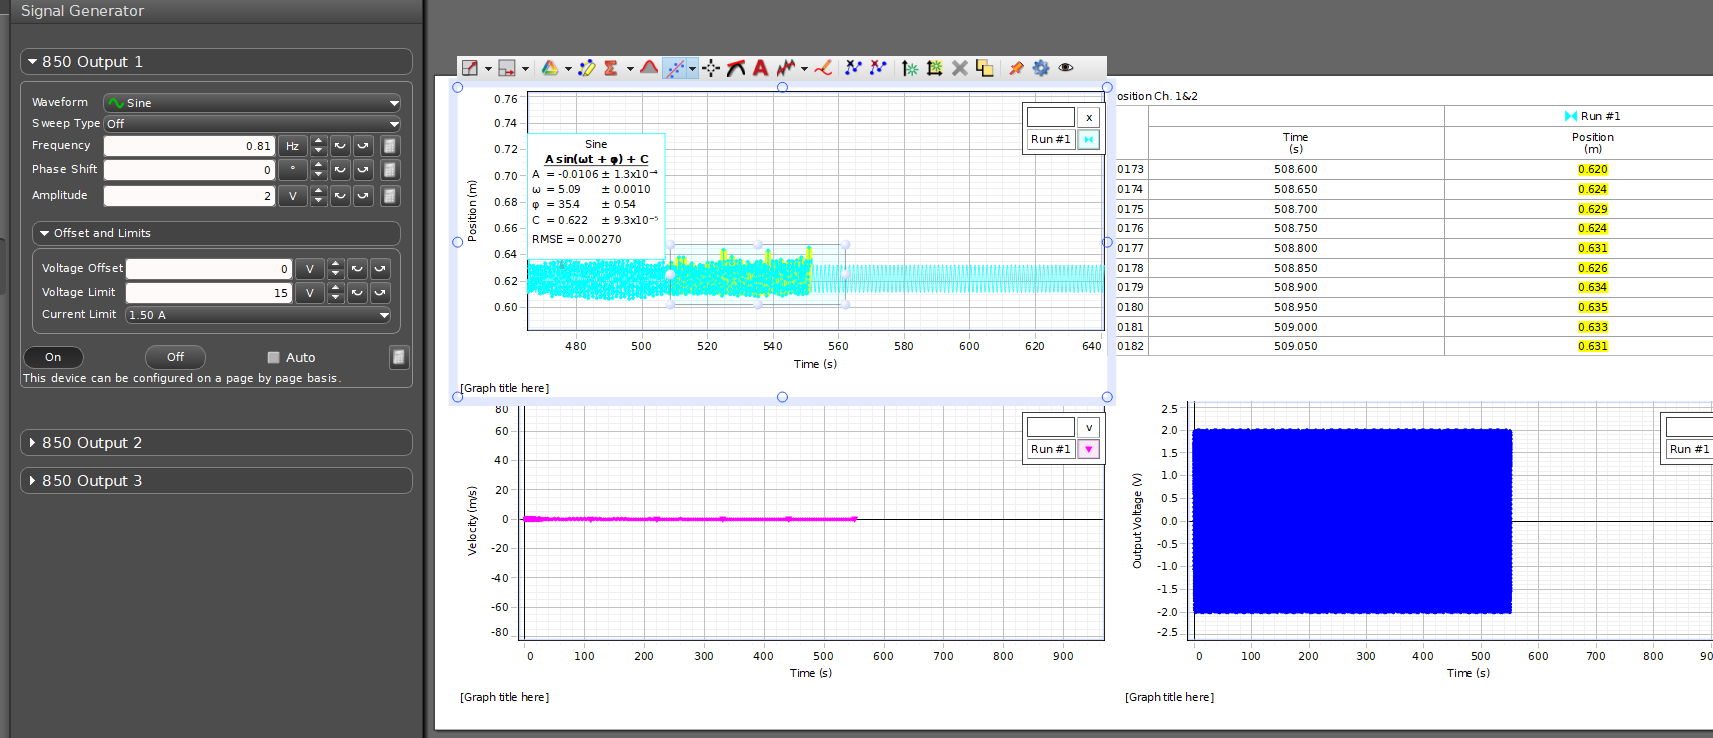 Signal Generator
850 Output 1
Waveform Sine
Sweep Type Off
Frequency 0.81 Hz
Phase Shift 0 °
Amplitude 2 V
Offset and Limits
Voltage Offset 0 V
Voltage Limit 15 V
Current Limit 1.50 A
On Off Auto
This device can be configured on a page by page basis.
850 Output 2
850 Output 3
0.76
0.74
0.72
0.70
0.68
0.66
0.64
0.62
0.60
Position (m)
Sine
A sin(ωt + φ) + C
A = -0.0106 ± 1.3x10⁻⁴
ω = 5.09 ± 0.0010
φ = 35.4 ± 0.54
C = 0.622 ± 9.3x10⁻⁵
RMSE = 0.00270
x
Run #1
480 500 520 540 560 580 600 620 640
Time (s)
[Graph title here]
osition Ch. 1&2
Run #1
Time
(s)
Position
(m)
0173 508.600 0.620
0174 508.650 0.624
0175 508.700 0.629
0176 508.750 0.624
0177 508.800 0.631
0178 508.850 0.626
0179 508.900 0.634
0180 508.950 0.635
0181 509.000 0.633
0182 509.050 0.631
80
60
40
20
0
-20
-40
-60
-80
Velocity (m/s)
v
Run #1
0 100 200 300 400 500 600 700 800 900
Time (s)
[Graph title here]
2.5
2.0
1.5
1.0
0.5
0.0
-0.5
-1.0
-1.5
-2.0
-2.5
Output Voltage (V)
Run #1
0 100 200 300 400 500 600 700 800 90
Time (s)
[Graph title here]